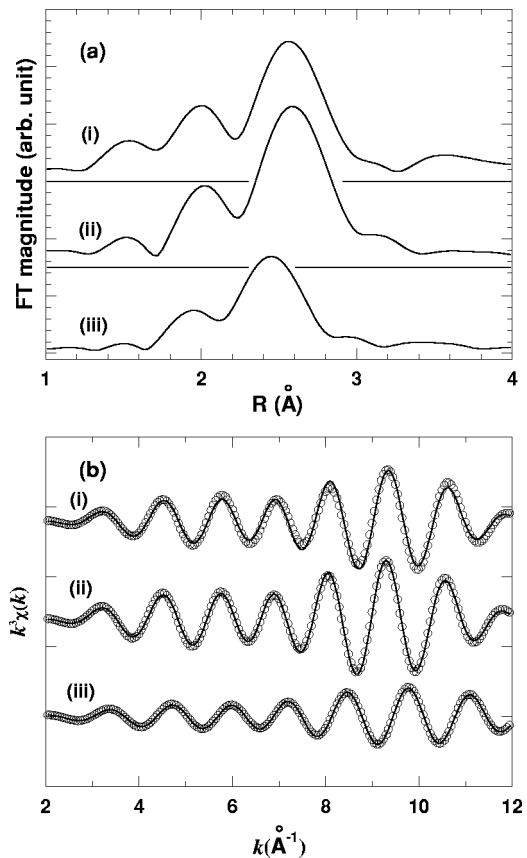 (a)
FT magnitude (arb. unit)
(i)
(ii)
(iii)
1 2 3 4
R (Å)
(b)
k³χ(k)
(i)
(ii)
(iii)
2 4 6 8 10 12
k(Å⁻¹)